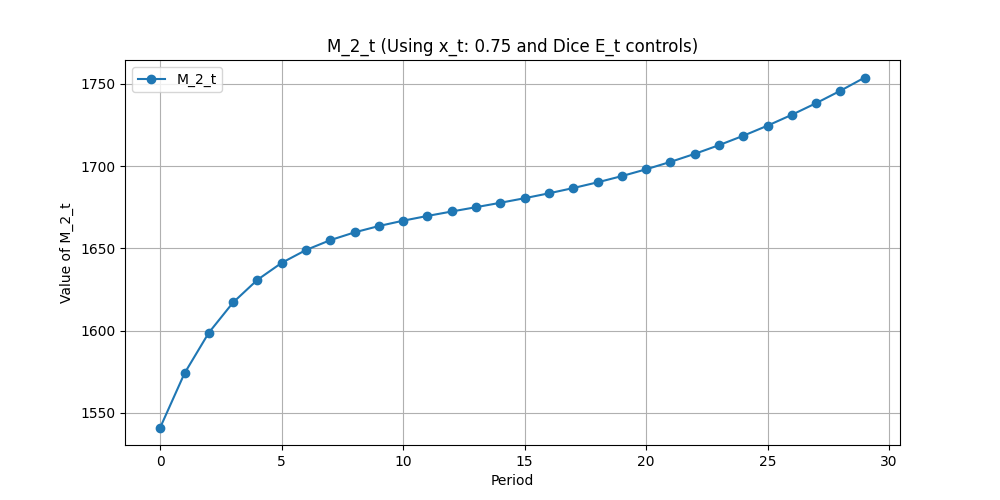 M_2_t (Using x_t: 0.75 and Dice E_t controls)
M_2_t
Value of M_2_t
1750
1700
1650
1600
1550
0 5 10 15 20 25 30
Period